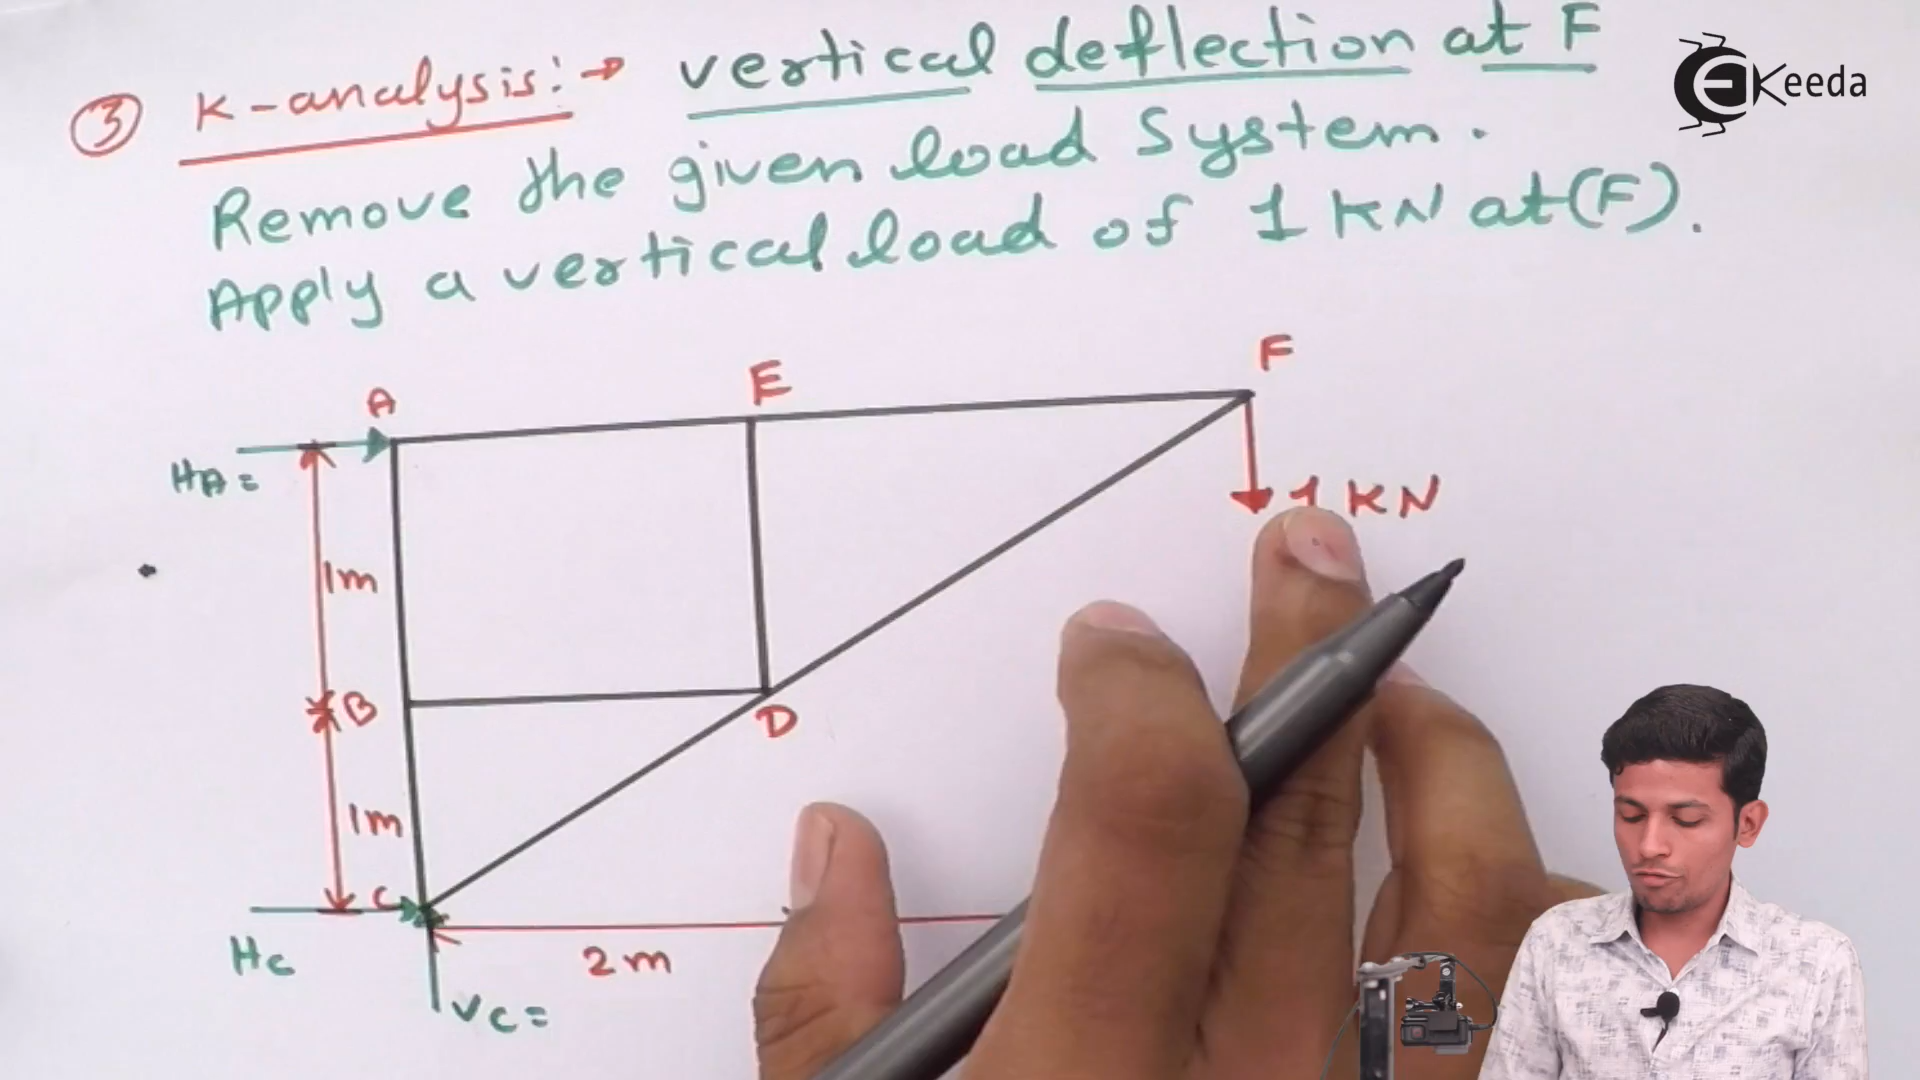 ③ K-analysis:→ vertical deflection at F
Remove the given load system.
Apply a vertical load of 1 KN at (F).
EKeeda
A
E
F
HA=
1 KN
1m
B
D
1m
C
Hc
2m
Vc=